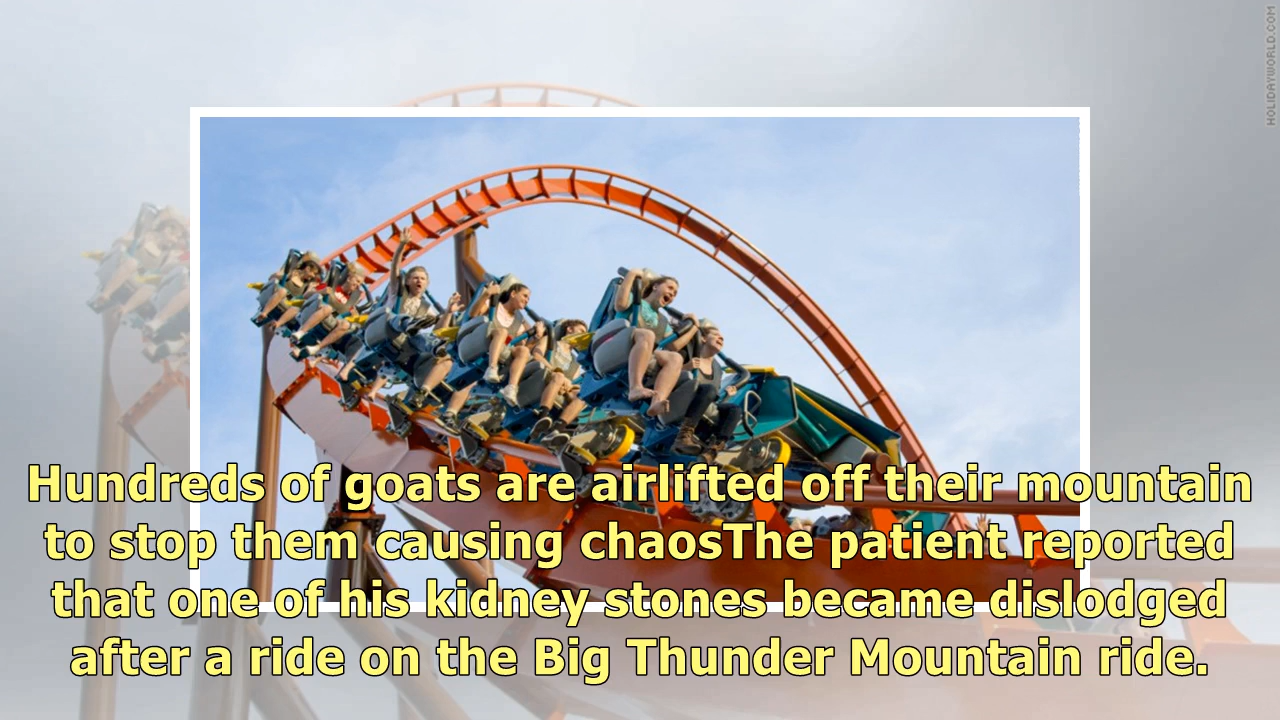 HOLIDAYWORLD.COM
Hundreds of goats are airlifted off their mountain
to stop them causing chaosThe patient reported
that one of his kidney stones became dislodged
after a ride on the Big Thunder Mountain ride.